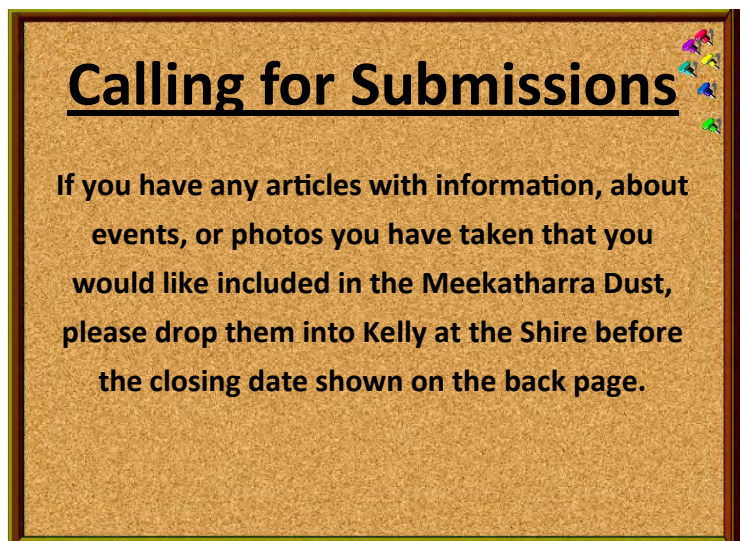 Calling for Submissions
If you have any articles with information, about
events, or photos you have taken that you
would like included in the Meekatharra Dust,
please drop them into Kelly at the Shire before
the closing date shown on the back page.